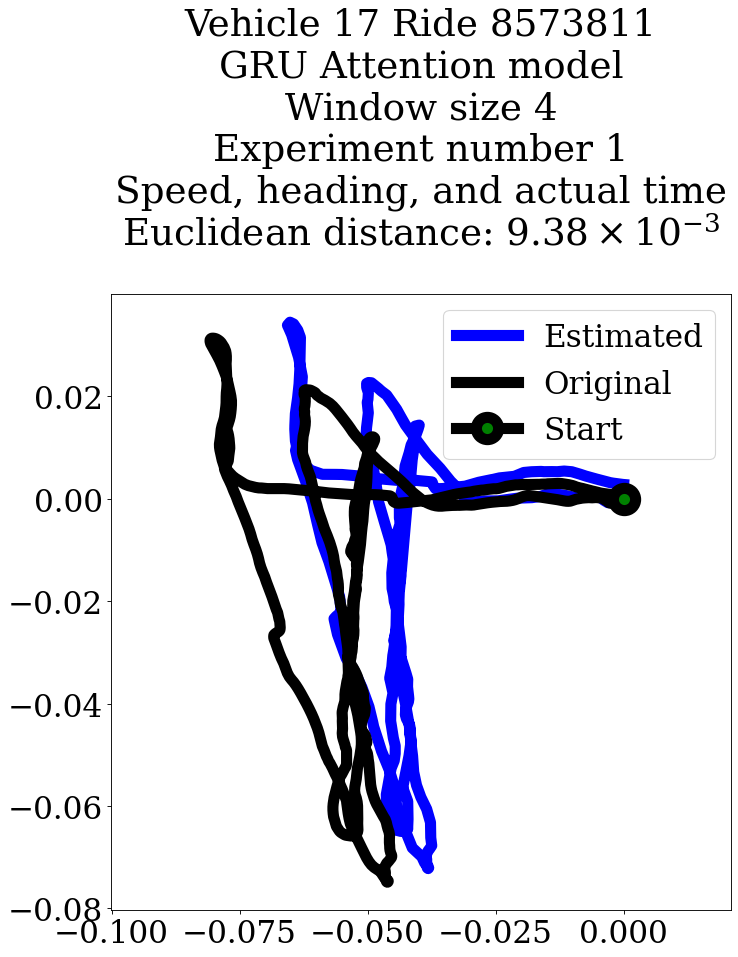 Vehicle 17 Ride 8573811
GRU Attention model
Window size 4
Experiment number 1
Speed, heading, and actual time
Euclidean distance: 9.38 × 10⁻³
Estimated
Original
Start
0.02
0.00
−0.02
−0.04
−0.06
−0.08
−0.100 −0.075 −0.050 −0.025 0.000